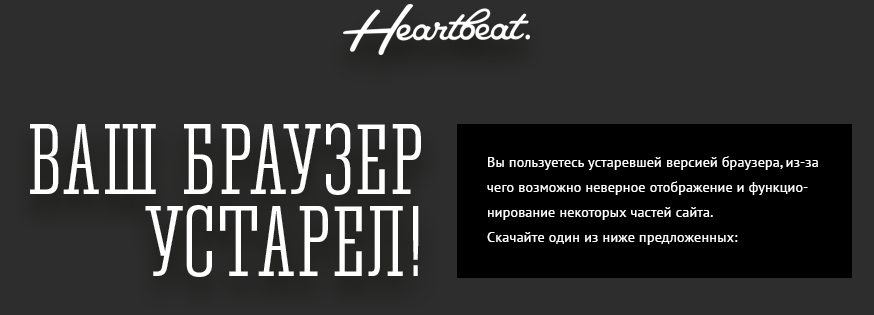 Heartbeat.
ВАШ БРАУЗЕР
УСТАРЕЛ!
Вы пользуетесь устаревшей версией браузера, из-за
чего возможно неверное отображение и функцио-
нирование некоторых частей сайта.
Скачайте один из ниже предложенных: